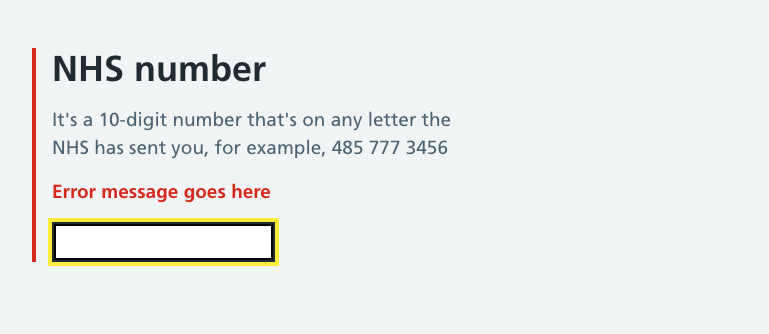 NHS number
It's a 10-digit number that's on any letter the
NHS has sent you, for example, 485 777 3456
Error message goes here